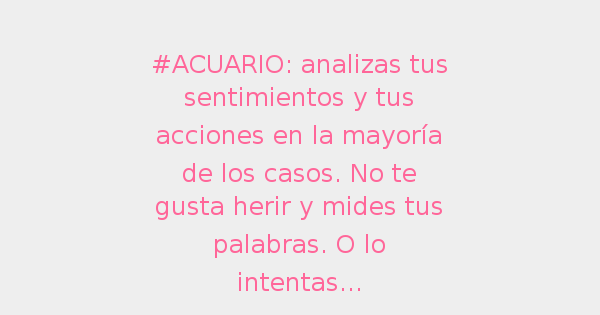 #ACUARIO: analizas tus
sentimientos y tus
acciones en la mayoría
de los casos. No te
gusta herir y mides tus
palabras. O lo
intentas...